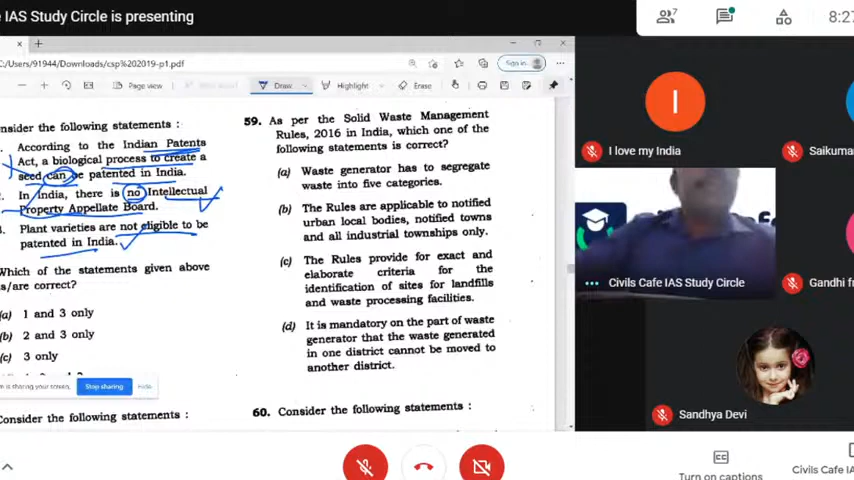 IAS Study Circle is presenting
7
8:27
C:/Users/91944/Downloads/csp%202019-p1.pdf
Sign in
Page view
Draw
Highlight
Erase
nsider the following statements :
According to the Indian Patents
Act, a biological process to create a
seed can be patented in India.
In India, there is no Intellectual
Property Appellate Board.
Plant varieties are not eligible to be
patented in India.
Which of the statements given above
is/are correct?
(a) 1 and 3 only
(b) 2 and 3 only
(c) 3 only
m is sharing your screen.
Stop sharing
Hide
Consider the following statements :
59. As per the Solid Waste Management
Rules, 2016 in India, which one of the
following statements is correct?
(a) Waste generator has to segregate
waste into five categories.
(b) The Rules are applicable to notified
urban local bodies, notified towns
and all industrial townships only.
(c) The Rules provide for exact and
elaborate criteria for the
identification of sites for landfills
and waste processing facilities.
(d) It is mandatory on the part of waste
generator that the waste generated
in one district cannot be moved to
another district.
60. Consider the following statements :
I
I love my India
Saikuma
Civils Cafe IAS Study Circle
Gandhi fr
Sandhya Devi
CC
Turn on captions
Civils Cafe IA